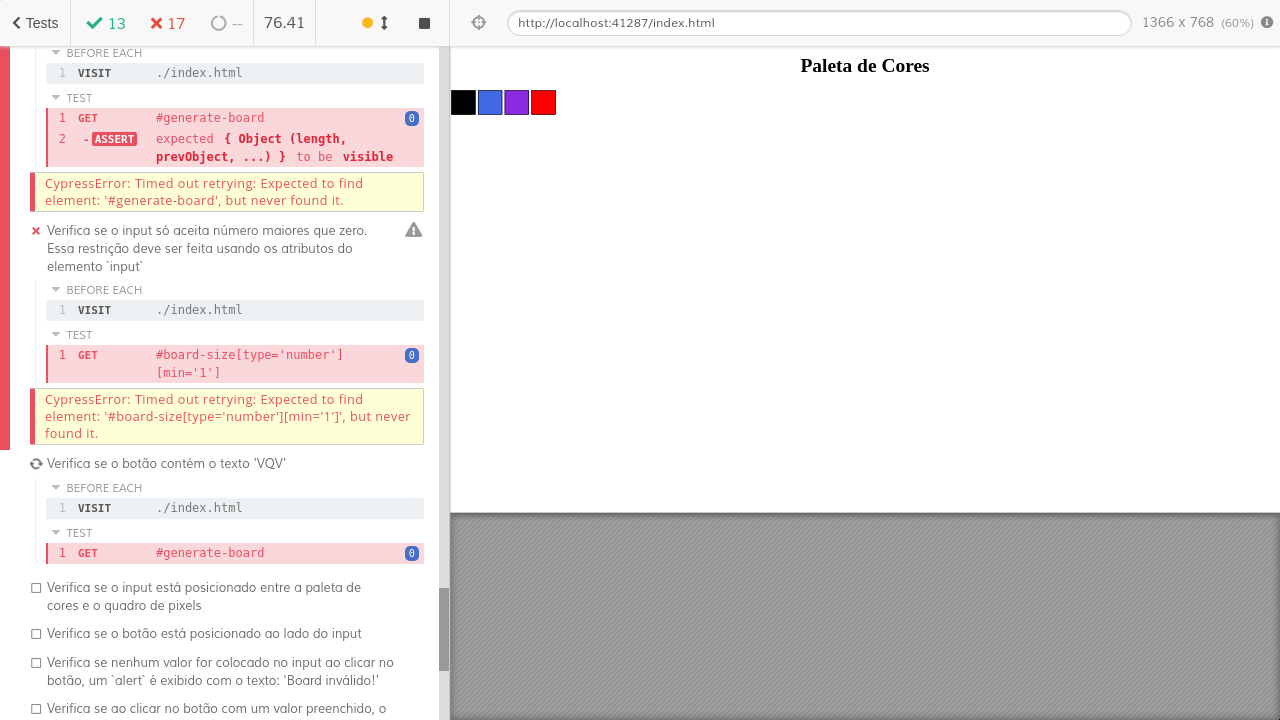 Tests 13 17 -- 76.41
http://localhost:41287/index.html 1366 x 768 (60%)
BEFORE EACH
1 VISIT ./index.html
TEST
1 GET #generate-board 0
2 - ASSERT expected { Object (length,
prevObject, ...) } to be visible
CypressError: Timed out retrying: Expected to find
element: '#generate-board', but never found it.
Verifica se o input só aceita número maiores que zero.
Essa restrição deve ser feita usando os atributos do
elemento `input`
BEFORE EACH
1 VISIT ./index.html
TEST
1 GET #board-size[type='number'] 0
[min='1']
CypressError: Timed out retrying: Expected to find
element: '#board-size[type='number'][min='1']', but never
found it.
Verifica se o botão contém o texto 'VQV'
BEFORE EACH
1 VISIT ./index.html
TEST
1 GET #generate-board 0
Verifica se o input está posicionado entre a paleta de
cores e o quadro de pixels
Verifica se o botão está posicionado ao lado do input
Verifica se nenhum valor for colocado no input ao clicar no
botão, um `alert` é exibido com o texto: 'Board inválido!'
Verifica se ao clicar no botão com um valor preenchido, o
Paleta de Cores